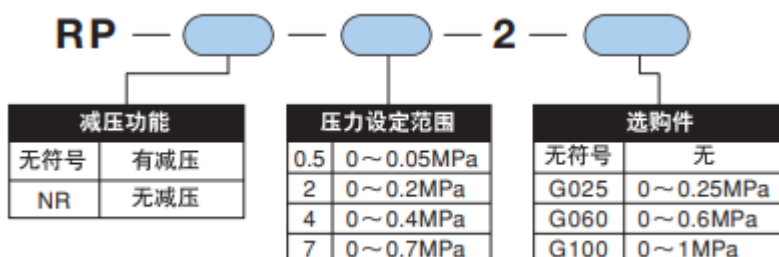 RP — — — 2 —
减压功能
无符号 有减压
NR 无减压
压力设定范围
0.5 0～0.05MPa
2 0～0.2MPa
4 0～0.4MPa
7 0～0.7MPa
选购件
无符号 无
G025 0～0.25MPa
G060 0～0.6MPa
G100 0～1MPa